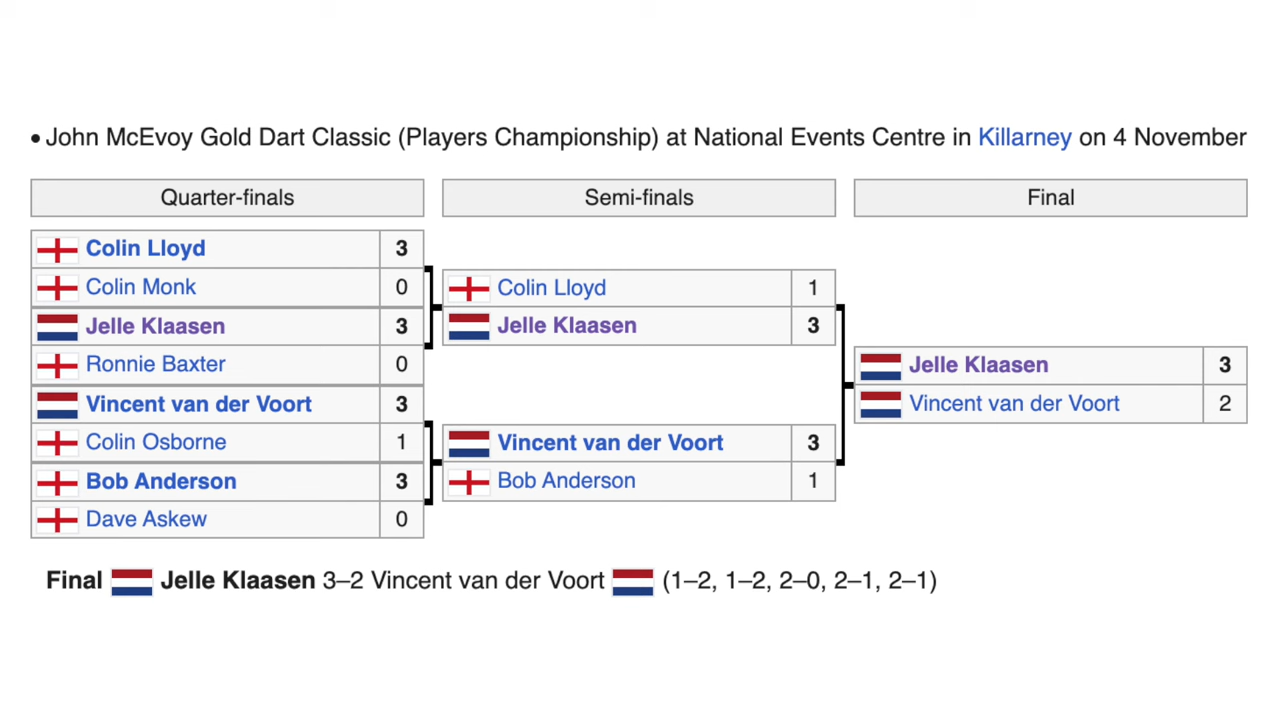 • John McEvoy Gold Dart Classic (Players Championship) at National Events Centre in Killarney on 4 November
Quarter-finals Semi-finals Final
Colin Lloyd 3
Colin Monk 0
Jelle Klaasen 3
Ronnie Baxter 0
Vincent van der Voort 3
Colin Osborne 1
Bob Anderson 3
Dave Askew 0
Colin Lloyd 1
Jelle Klaasen 3
Vincent van der Voort 3
Bob Anderson 1
Jelle Klaasen 3
Vincent van der Voort 2
Final Jelle Klaasen 3–2 Vincent van der Voort (1–2, 1–2, 2–0, 2–1, 2–1)